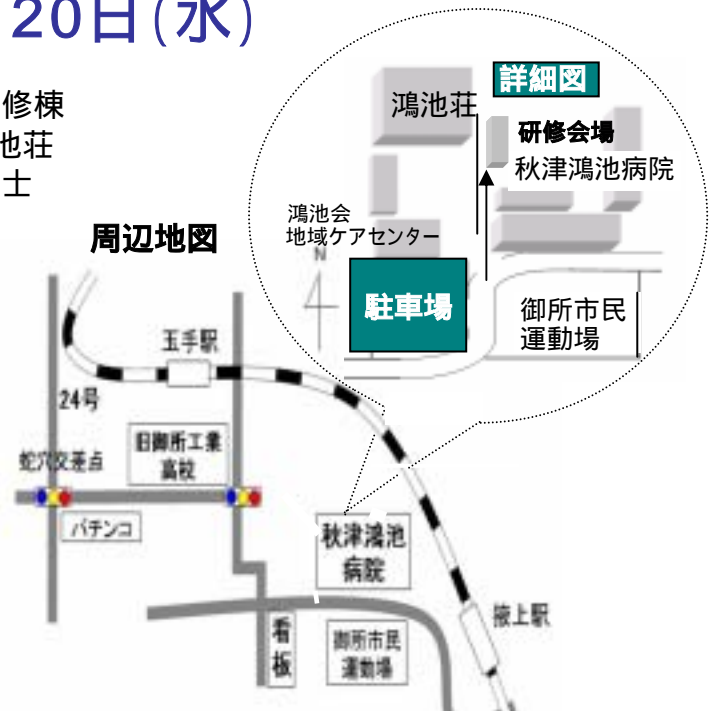 20日(水)
修棟
池荘
士
詳細図
鴻池荘
研修会場
秋津鴻池病院
鴻池会
地域ケアセンター
N
駐車場
御所市民
運動場
周辺地図
玉手駅
24号
旧御所工業
高校
蛇穴交差点
パチンコ
秋津鴻池
病院
掖上駅
看板
御所市民
運動場